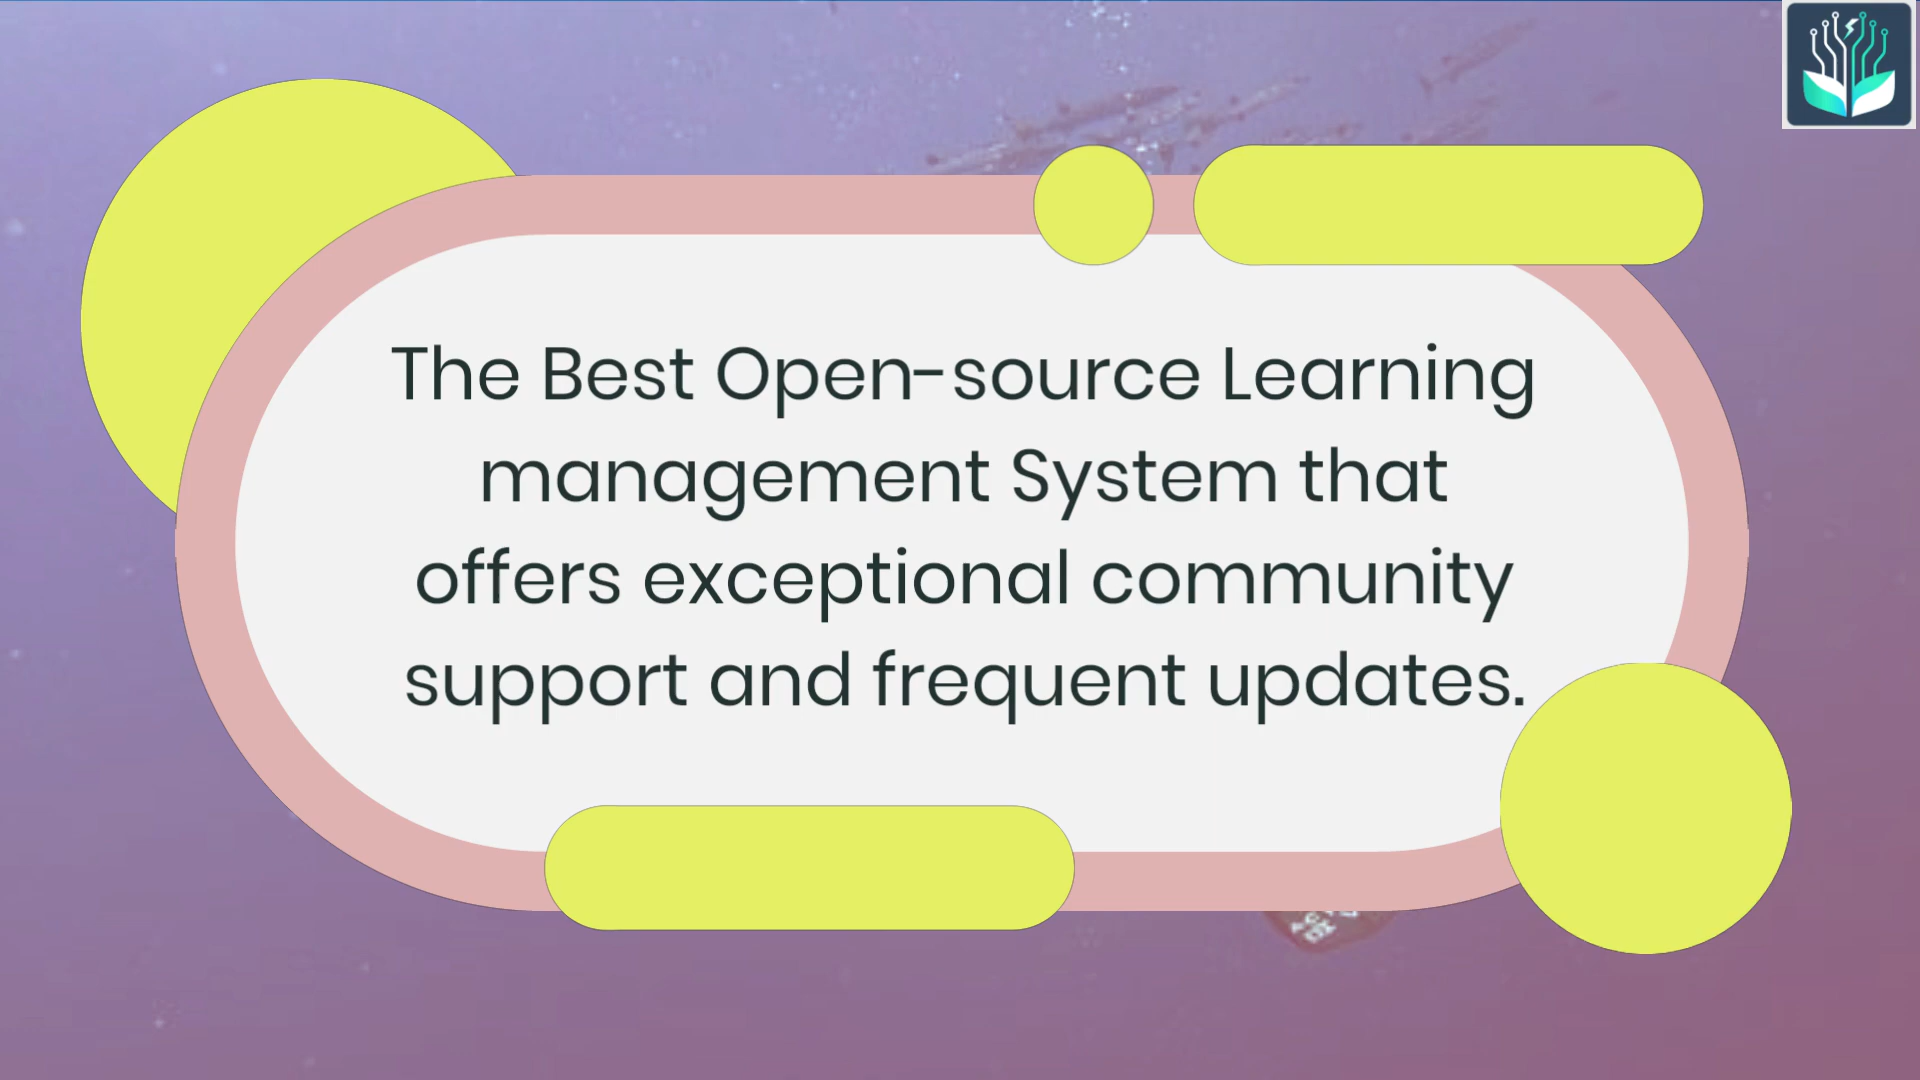 The Best Open-source Learning
management System that
offers exceptional community
support and frequent updates.